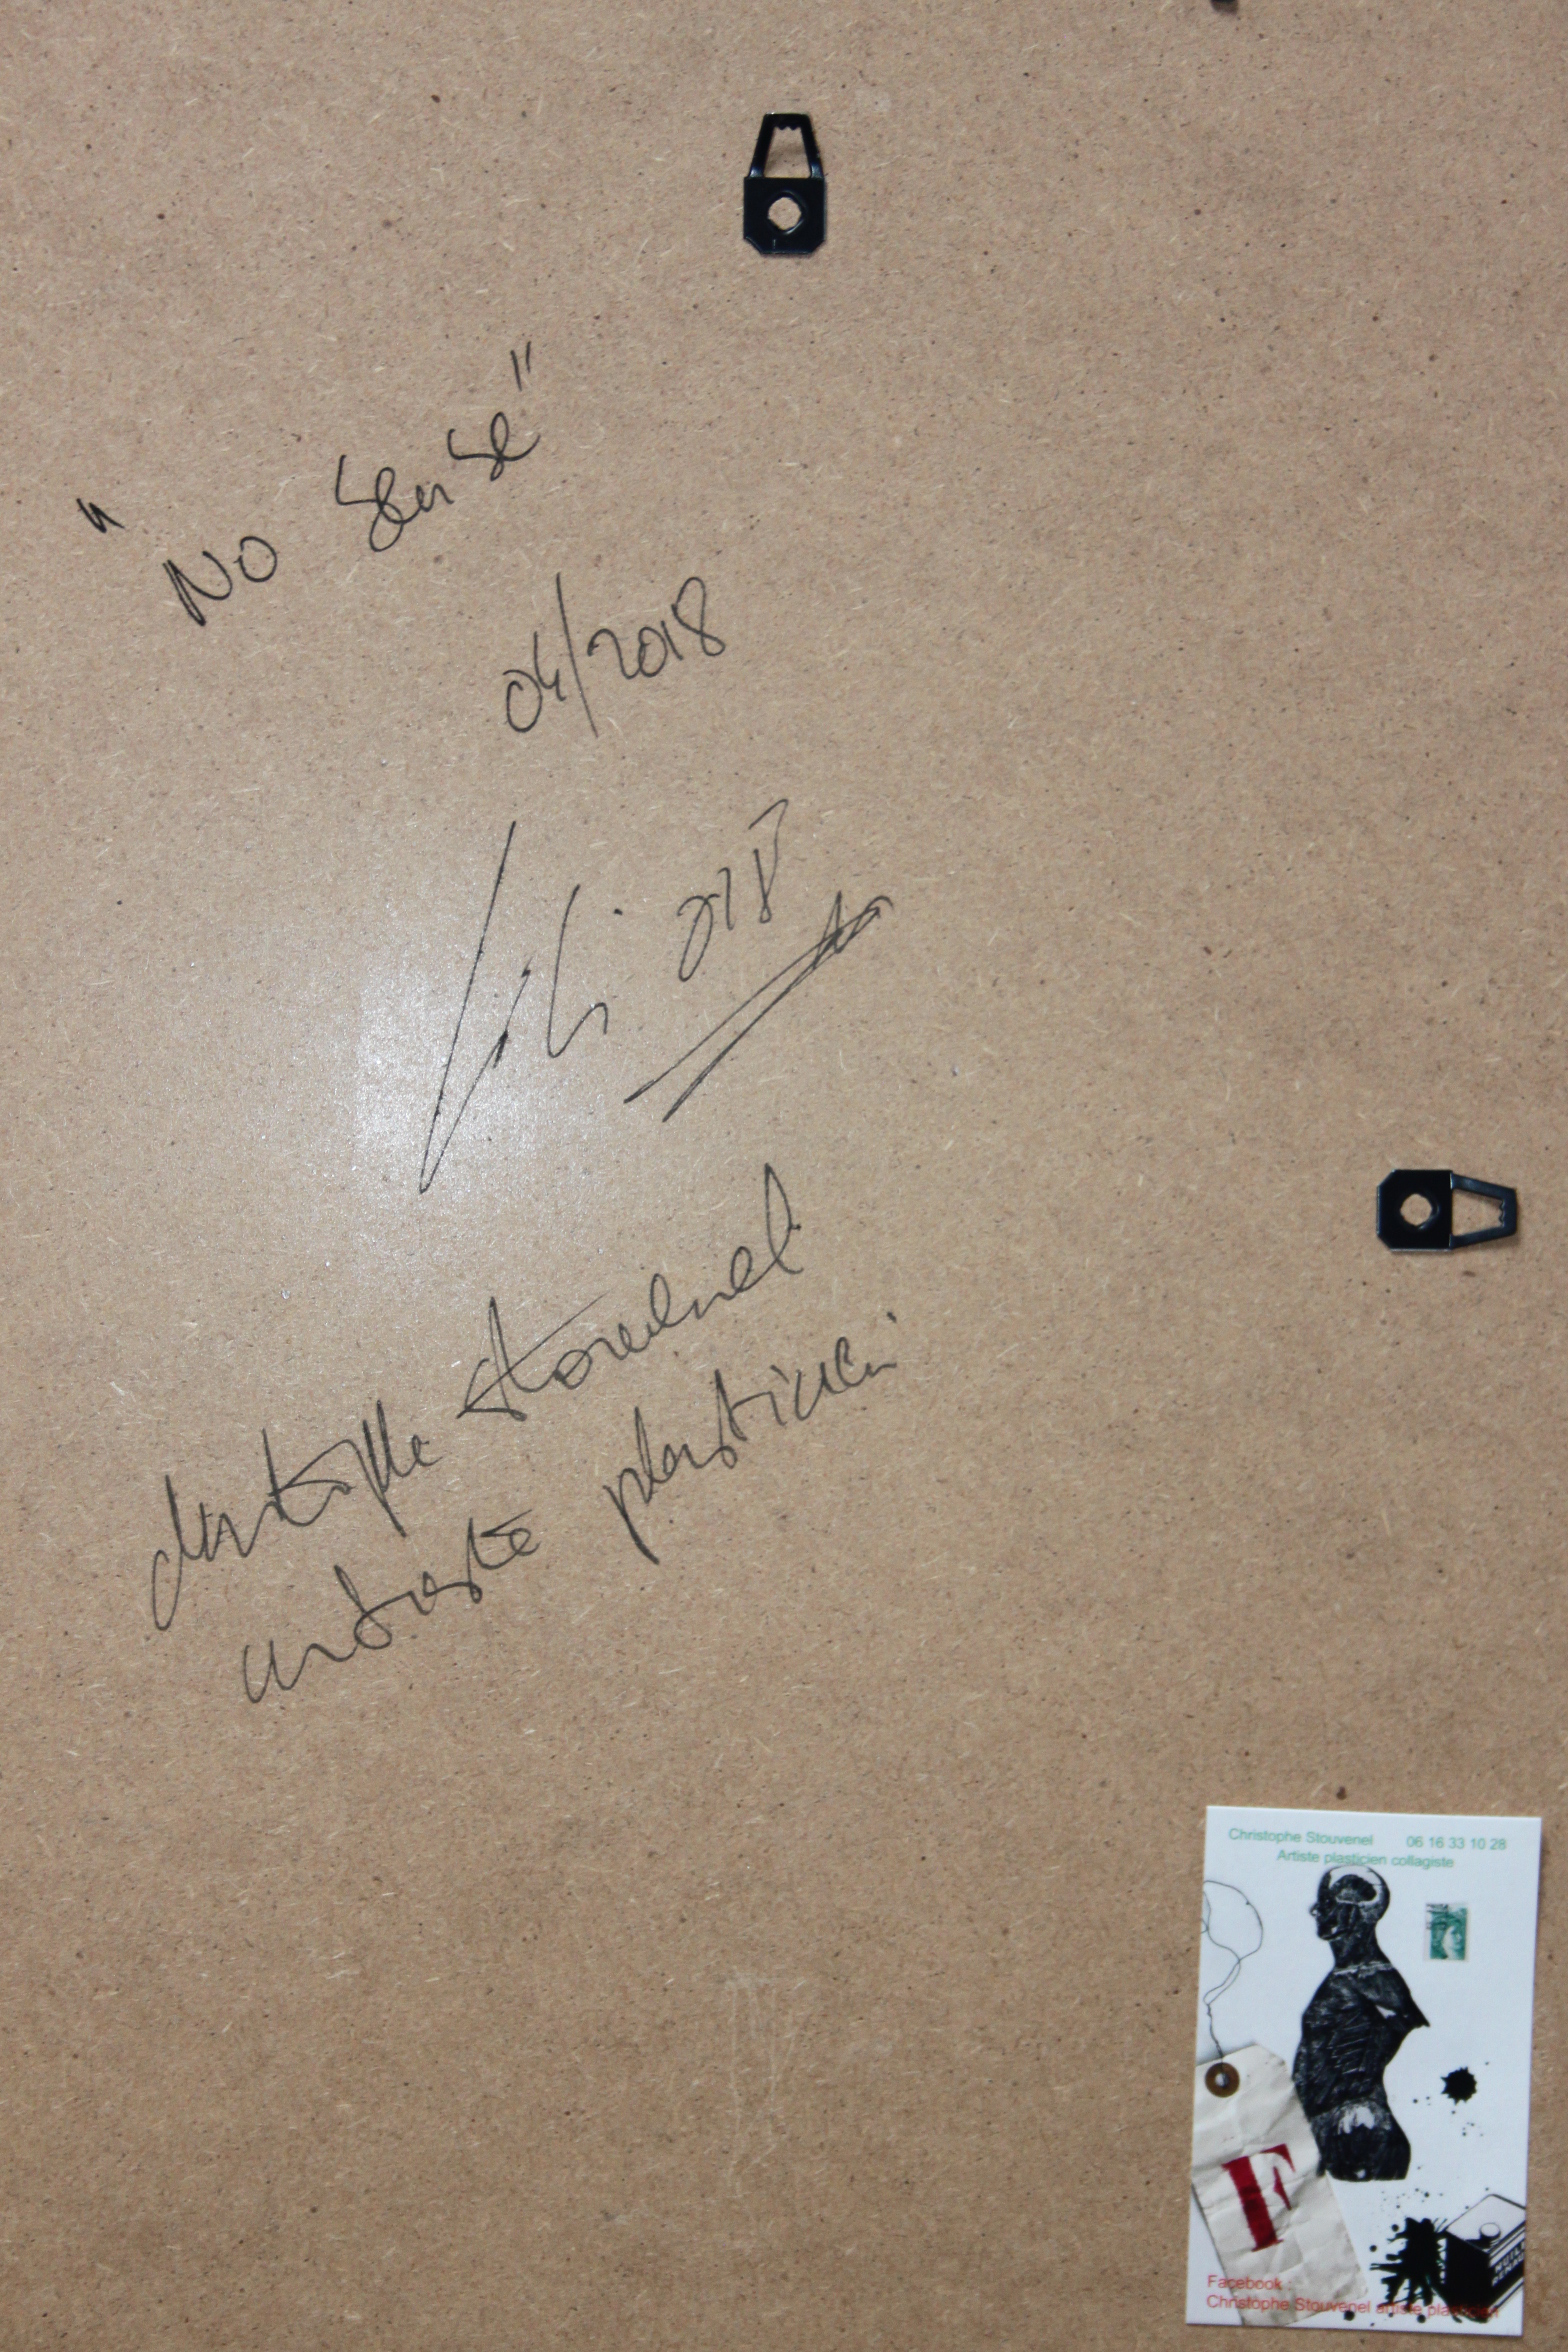 "No Sense"
04/2018
christophe stouvenel
artiste plasticien
Christophe Stouvenel 06 16 33 10 28
Artiste plasticien collagiste
F
Facebook :
Christophe Stouvenel artiste plasticien